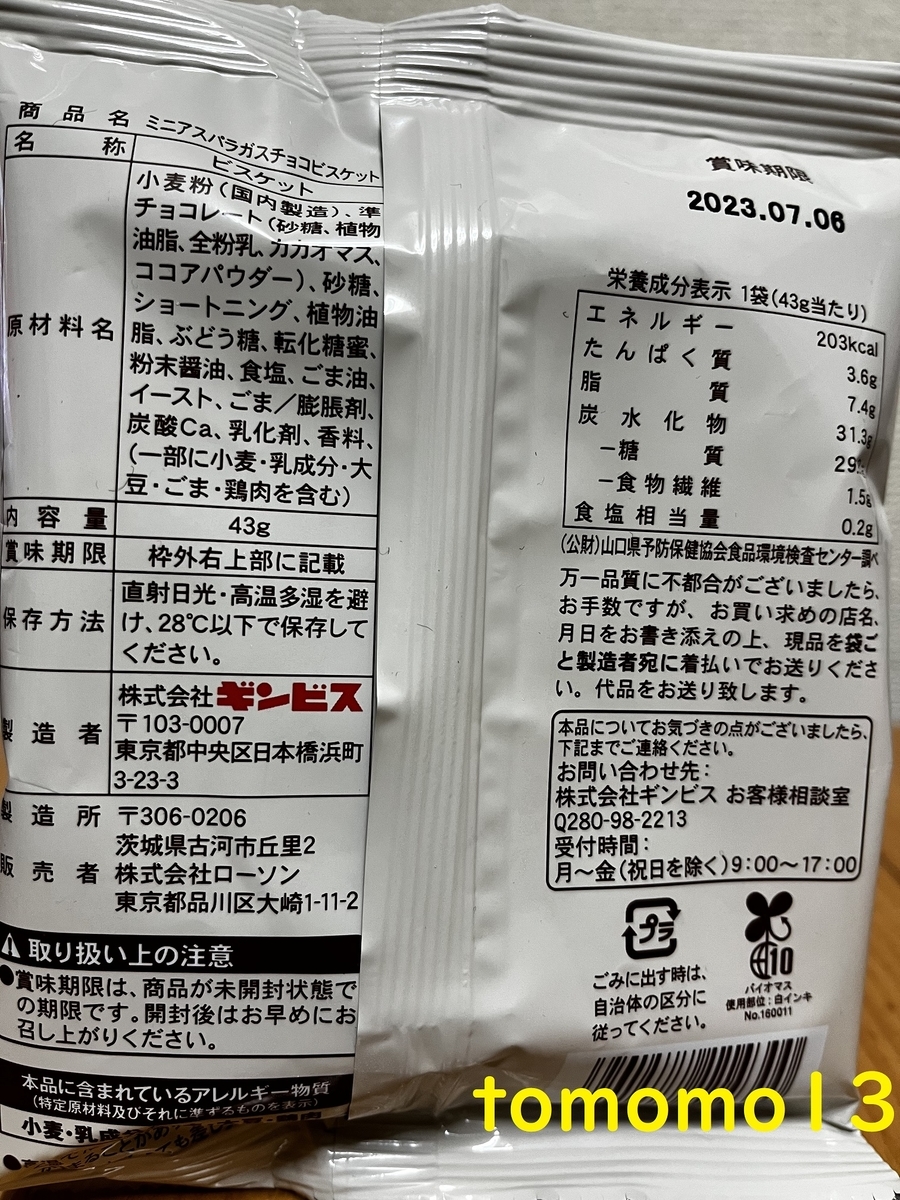 商品名 ミニアスパラガスチョコビスケット
名称 ビスケット
原材料名 小麦粉(国内製造)、準
チョコレート(砂糖、植物
油脂、全粉乳、カカオマス、
ココアパウダー)、砂糖、
ショートニング、植物油
脂、ぶどう糖、転化糖蜜、
粉末醤油、食塩、ごま油、
イースト、ごま/膨脹剤、
炭酸Ca、乳化剤、香料、
(一部に小麦・乳成分・大
豆・ごま・鶏肉を含む)
内容量 43g
賞味期限 枠外右上部に記載
保存方法 直射日光・高温多湿を避
け、28℃以下で保存して
ください。
製造者 株式会社ギンビス
〒103-0007
東京都中央区日本橋浜町
3-23-3
製造所 〒306-0206
茨城県古河市丘里2
販売者 株式会社ローソン
東京都品川区大崎1-11-2
取り扱い上の注意
●賞味期限は、商品が未開封状態で
の期限です。開封後はお早めにお
召し上がりください。
本品に含まれているアレルギー物質
(特定原材料及びそれに準ずるものを表示)
小麦・乳成
賞味期限
2023.07.06
栄養成分表示 1袋(43g当たり)
エネルギー 203kcal
たんぱく質 3.6g
脂質 7.4g
炭水化物 31.3g
-糖質
-食物繊維 1.5g
食塩相当量 0.2g
(公財)山口県予防保健協会食品環境検査センター調べ
万一品質に不都合がございましたら、
お手数ですが、お買い求めの店名、
月日をお書き添えの上、現品を袋ご
と製造者宛に着払いでお送りくださ
い。代品をお送り致します。
本品についてお気づきの点がございましたら、
下記までご連絡ください。
お問い合わせ先:
株式会社ギンビス お客様相談室
0280-98-2213
受付時間:
月〜金(祝日を除く)9:00〜17:00
プラ
ごみに出す時は、
自治体の区分に
従ってください。
10
バイオマス
使用部位:白インキ
No.160011
tomomo13